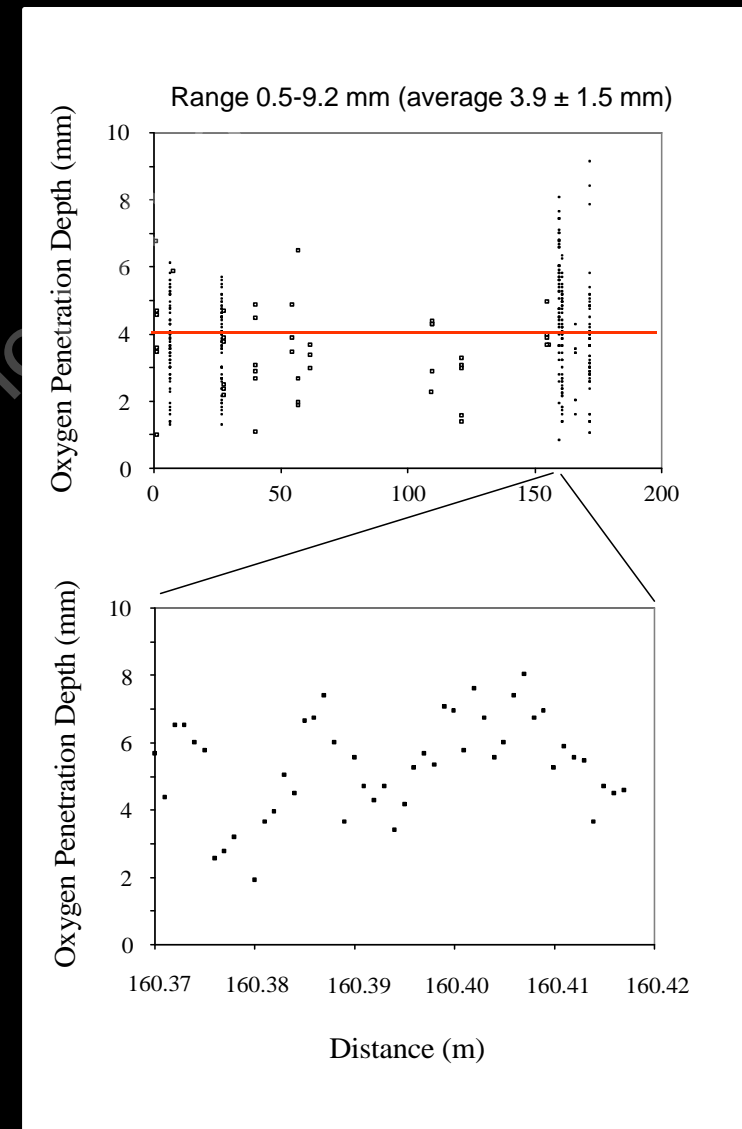 Range 0.5-9.2 mm (average 3.9 ± 1.5 mm)
Oxygen Penetration Depth (mm)
10
8
6
4
2
0
0 50 100 150 200
Oxygen Penetration Depth (mm)
10
8
6
4
2
0
160.37 160.38 160.39 160.40 160.41 160.42
Distance (m)